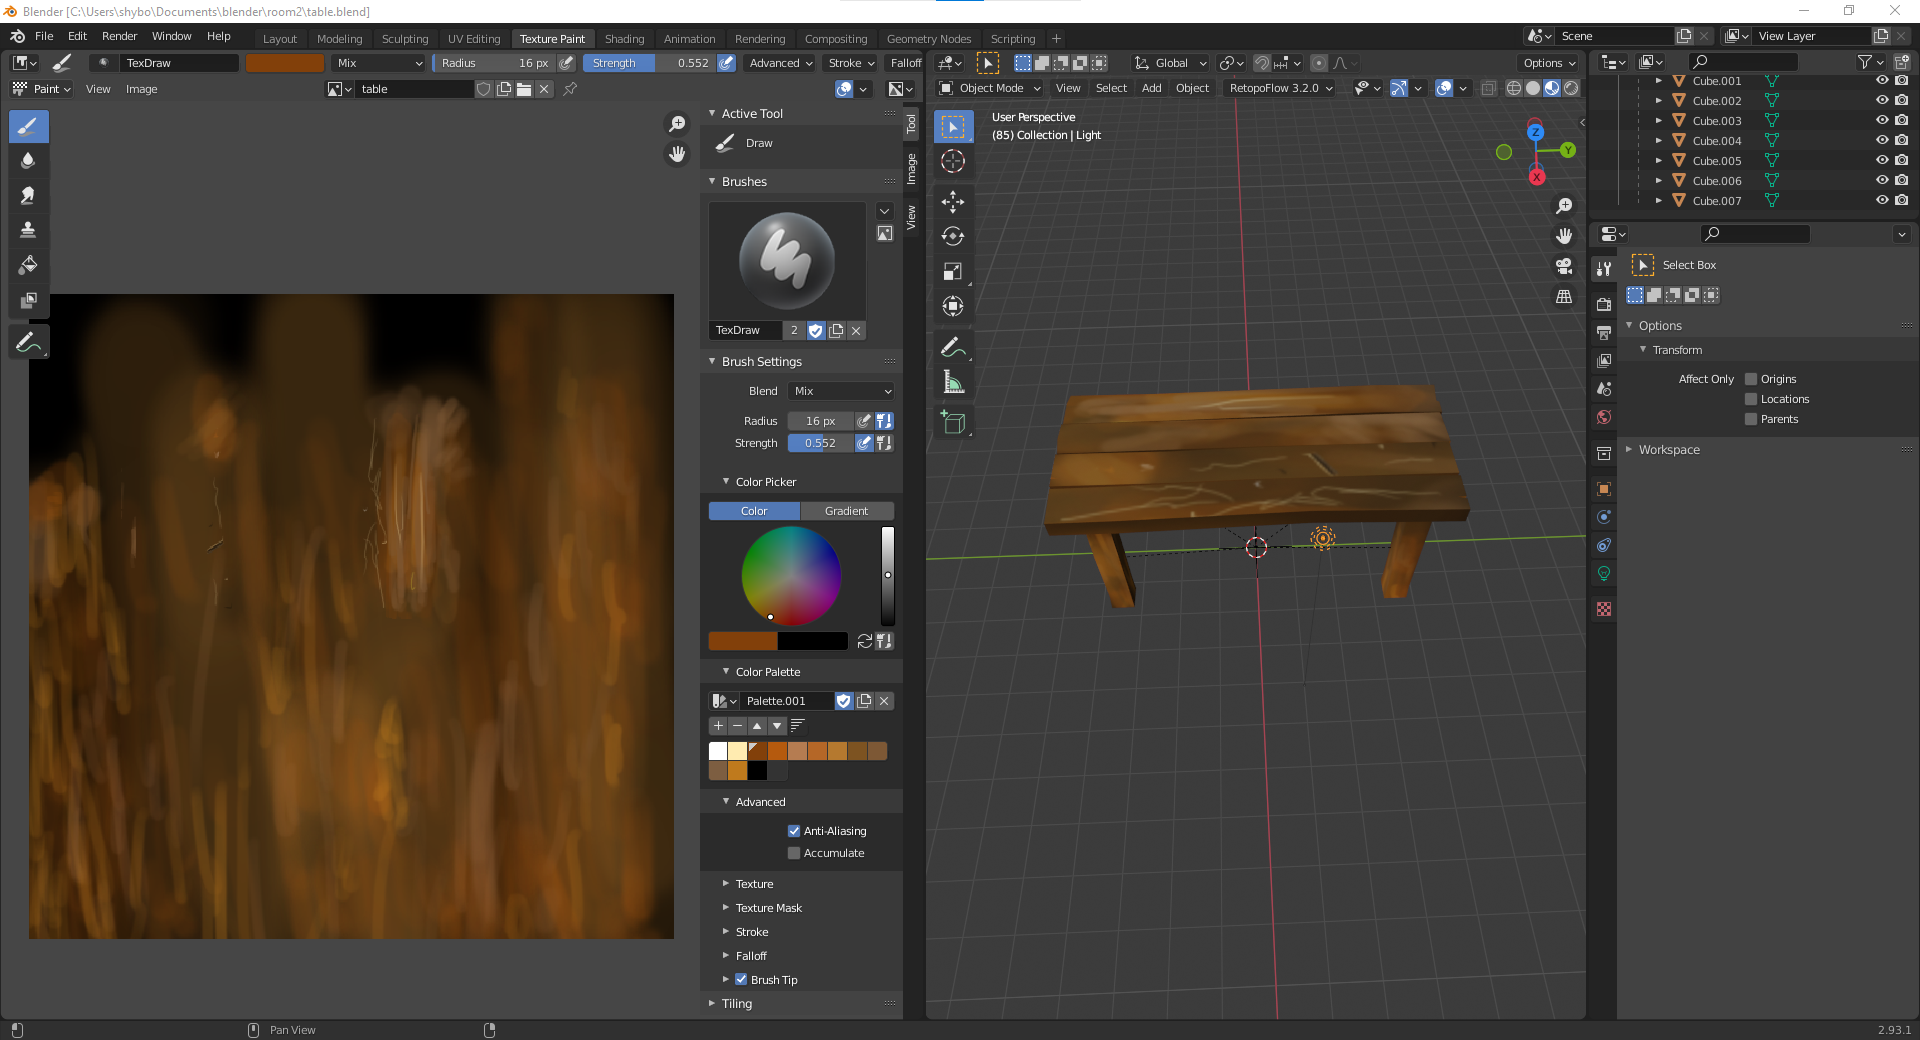 Blender [C:\Users\shybo\Documents\blender\room2\table.blend]
File Edit Render Window Help Layout Modeling Sculpting UV Editing Texture Paint Shading Animation Rendering Compositing Geometry Nodes Scripting + Scene View Layer
TexDraw Mix Radius 16 px Strength 0.552 Advanced Stroke Falloff
Global Options
Paint View Image table
Object Mode View Select Add Object RetopoFlow 3.2.0
Active Tool
Draw
Brushes
TexDraw 2
Brush Settings
Blend Mix
Radius 16 px
Strength 0.552
Color Picker
Color Gradient
Color Palette
Palette.001
Advanced
Anti-Aliasing
Accumulate
Texture
Texture Mask
Stroke
Falloff
Brush Tip
Tiling
Tool
Image
View
User Perspective
(85) Collection | Light
Z
Y
X
Cube.001
Cube.002
Cube.003
Cube.004
Cube.005
Cube.006
Cube.007
Select Box
Options
Transform
Affect Only Origins
Locations
Parents
Workspace
Pan View
2.93.1